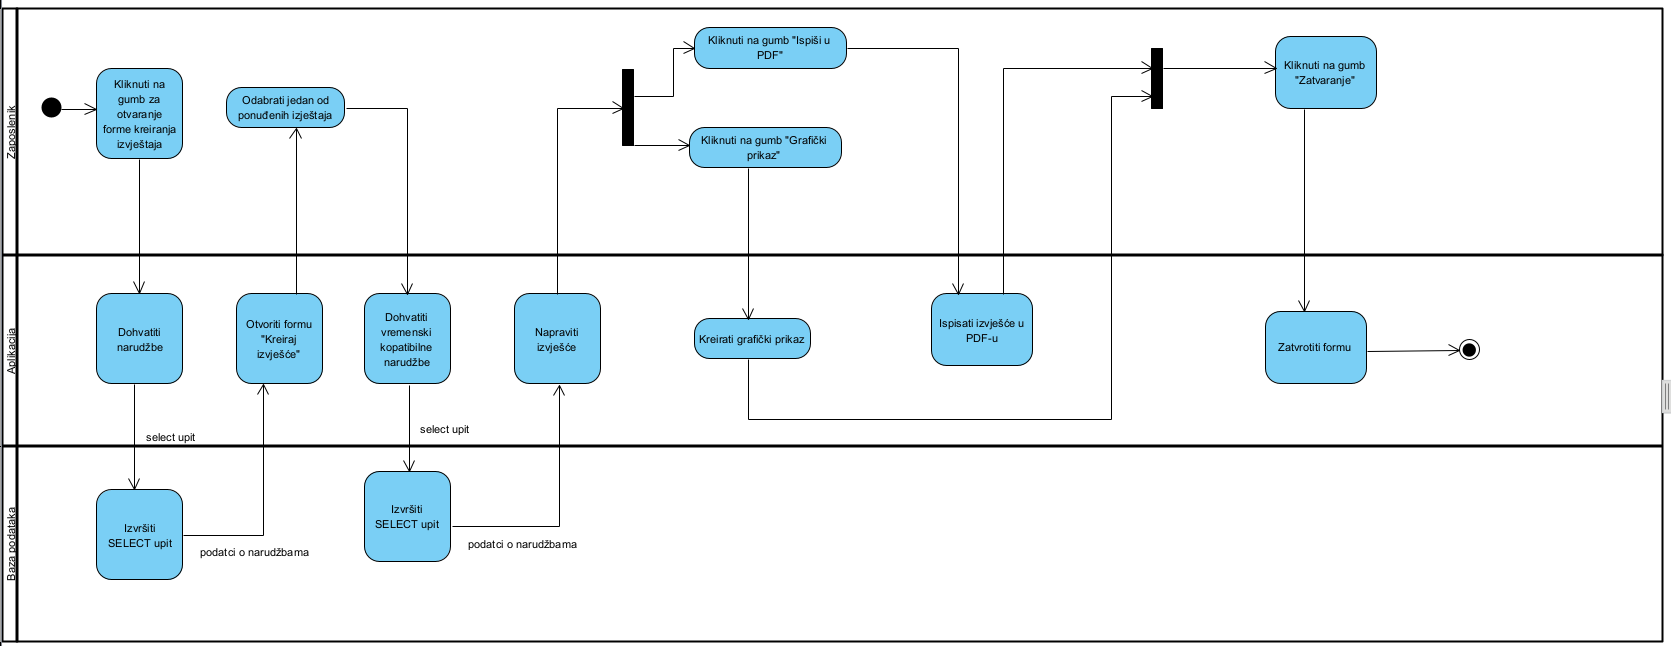 Zaposlenik
Kliknuti na
gumb za
otvaranje
forme kreiranja
izvještaja
Odabrati jedan od
ponuđenih izještaja
Kliknuti na gumb "Ispiši u
PDF"
Kliknuti na gumb "Grafički
prikaz"
Kliknuti na gumb
"Zatvaranje"
Aplikacija
Dohvatiti
narudžbe
Otvoriti formu
"Kreiraj
izvješće"
Dohvatiti
vremenski
kopatibilne
narudžbe
Napraviti
izvješće
Kreirati grafički prikaz
Ispisati izvješće u
PDF-u
Zatvrotiti formu
select upit
select upit
Baza podataka
Izvršiti
SELECT upit
podatci o narudžbama
Izvršiti
SELECT upit
podatci o narudžbama